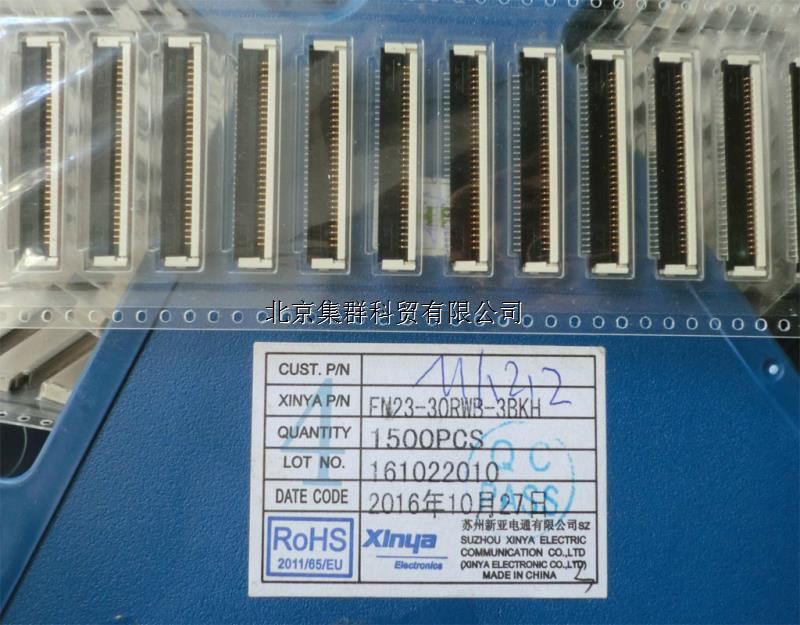 北京集群科贸有限公司
CUST. P/N 11/1212
XINYA P/N FN23-30RWB-3BKH
QUANTITY 1500PCS
LOT NO. 161022010
DATE CODE 2016年10月27日
4
QC
PASS
RoHS
2011/65/EU
Xinya
Electronics
苏州新亚电通有限公司SZ
SUZHOU XINYA ELECTRIC
COMMUNICATION CO.,LTD
(XINYA ELECTRONIC CO.,LTD)
MADE IN CHINA